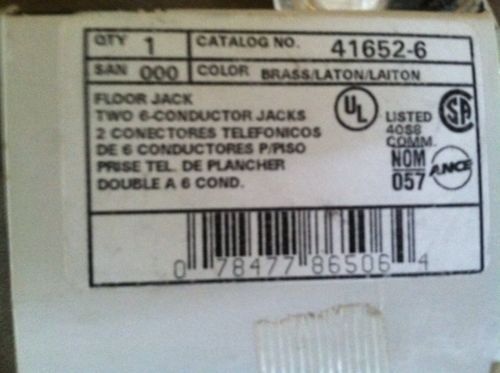 QTY 1 CATALOG NO. 41652-6
SAN 000 COLOR BRASS/LATON/LAITON
FLOOR JACK
TWO 6-CONDUCTOR JACKS
2 CONECTORES TELEFONICOS
DE 6 CONDUCTORES P/PISO
PRISE TEL. DE PLANCHER
DOUBLE A 6 COND.
UL
LISTED
40S8
COMM.
SA
NOM
057
ANCE
0 78477 86506 4